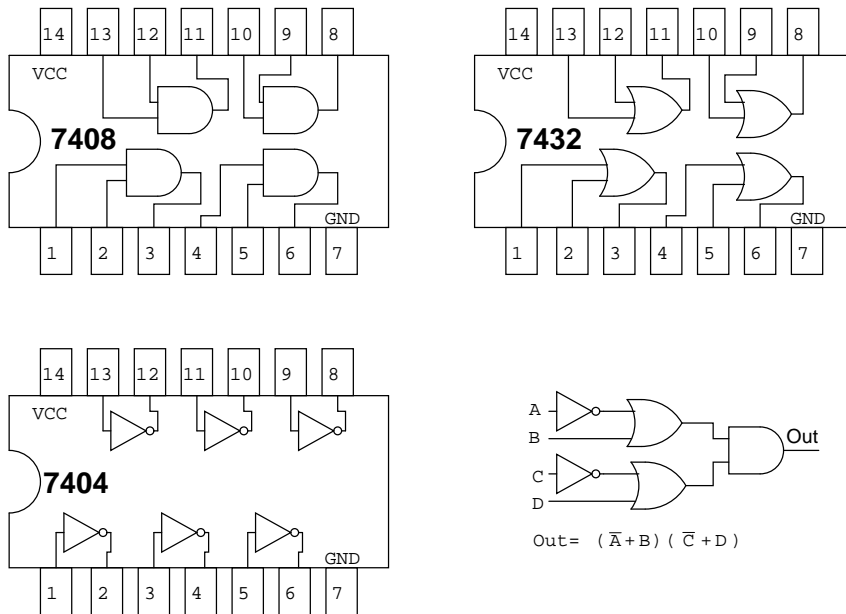 14 13 12 11 10 9 8
VCC
7408
GND
1 2 3 4 5 6 7
14 13 12 11 10 9 8
VCC
7432
GND
1 2 3 4 5 6 7
14 13 12 11 10 9 8
VCC
7404
GND
1 2 3 4 5 6 7
A
B
C
D
Out
Out= (A̅+B)(C̅+D)